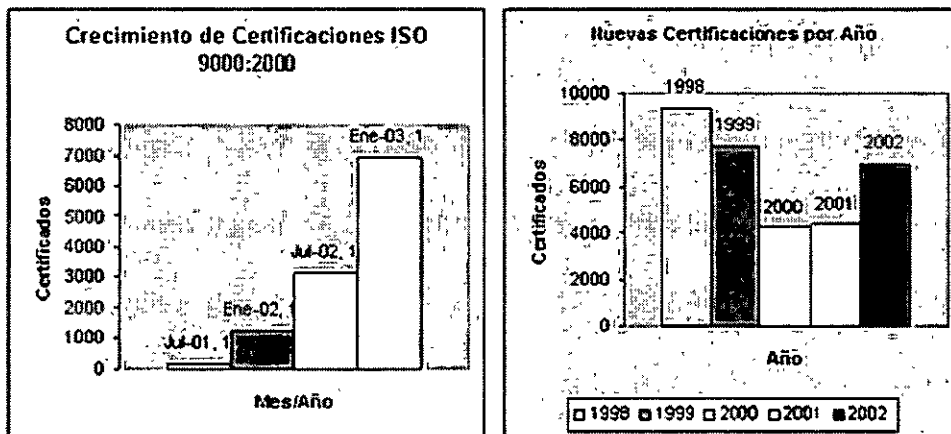 Crecimiento de Certificaciones ISO
9000:2000
8000
7000
6000
5000
4000
3000
2000
1000
0
Certificados
Jul-01, 1
Ene-02,
Jul-02, 1
Ene-03, 1
Mes/Año
Nuevas Certificaciones por Año
10000
8000
6000
4000
2000
0
Certificados
1998
1999
2000
2001
2002
Año
1998 1999 2000 2001 2002